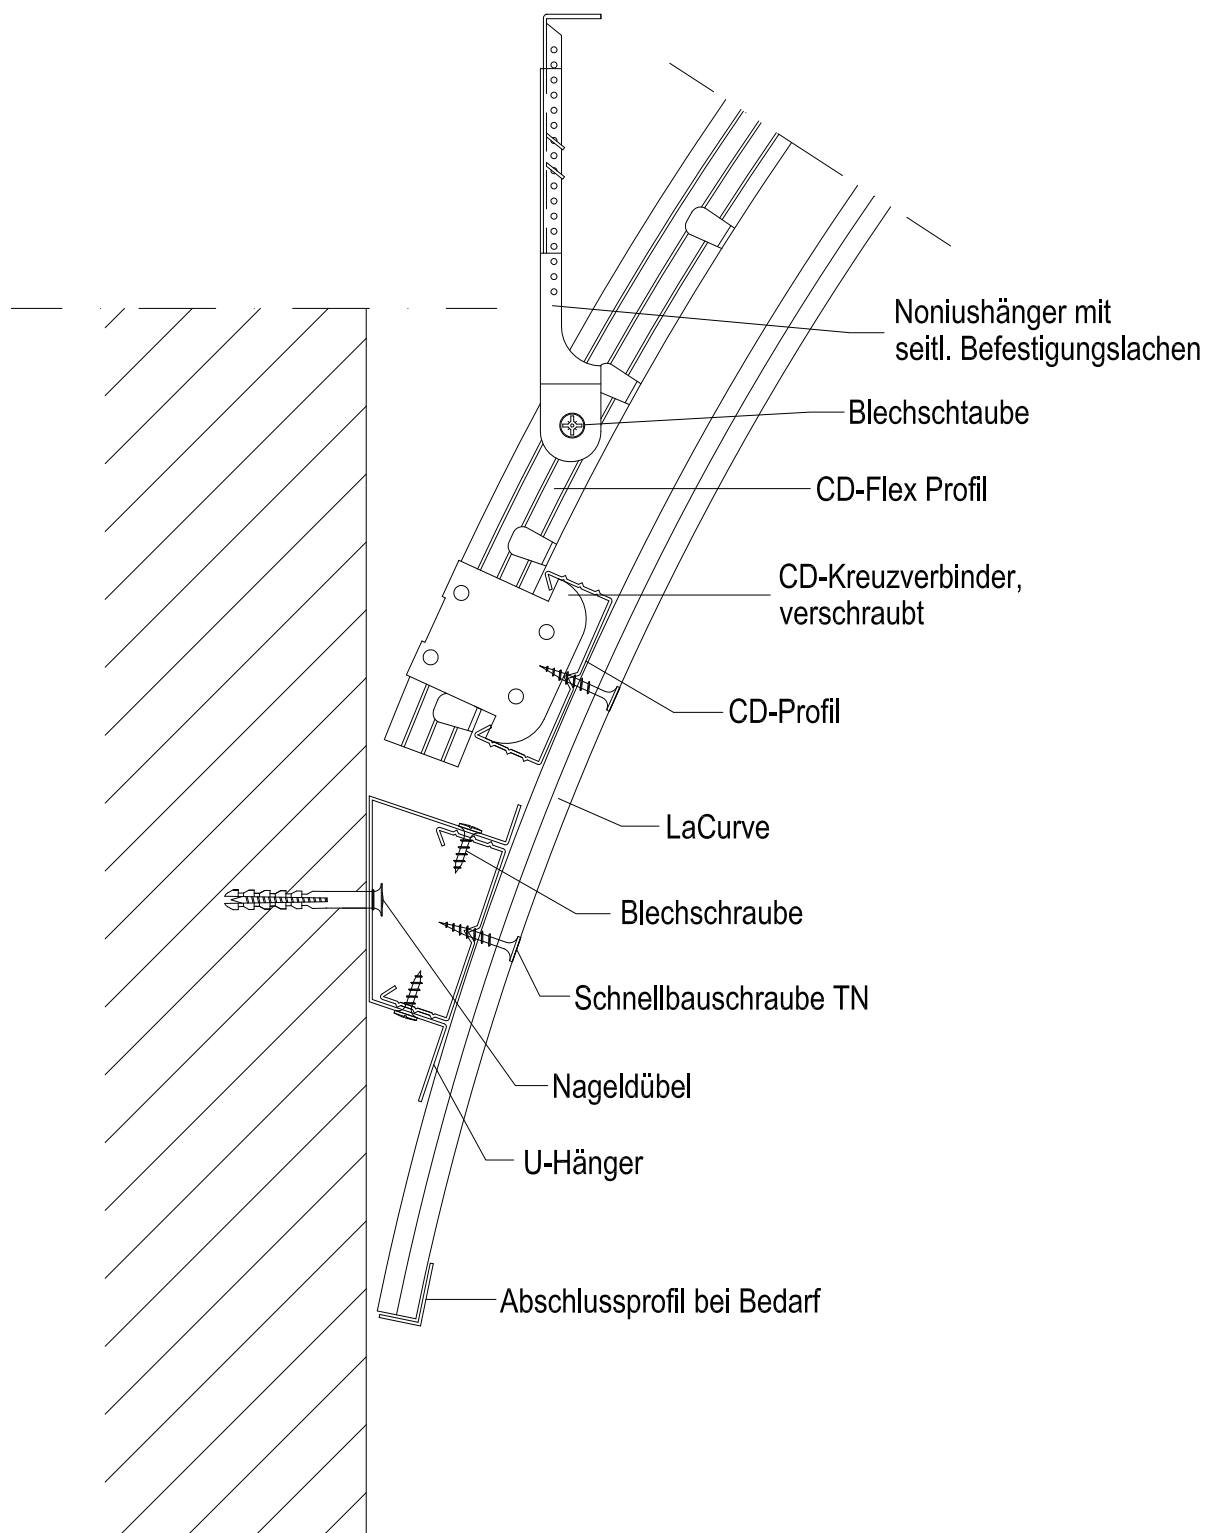 Noniushänger mit
seitl. Befestigungslachen
Blechschtaube
CD-Flex Profil
CD-Kreuzverbinder,
verschraubt
CD-Profil
LaCurve
Blechschraube
Schnellbauschraube TN
Nageldübel
U-Hänger
Abschlussprofil bei Bedarf